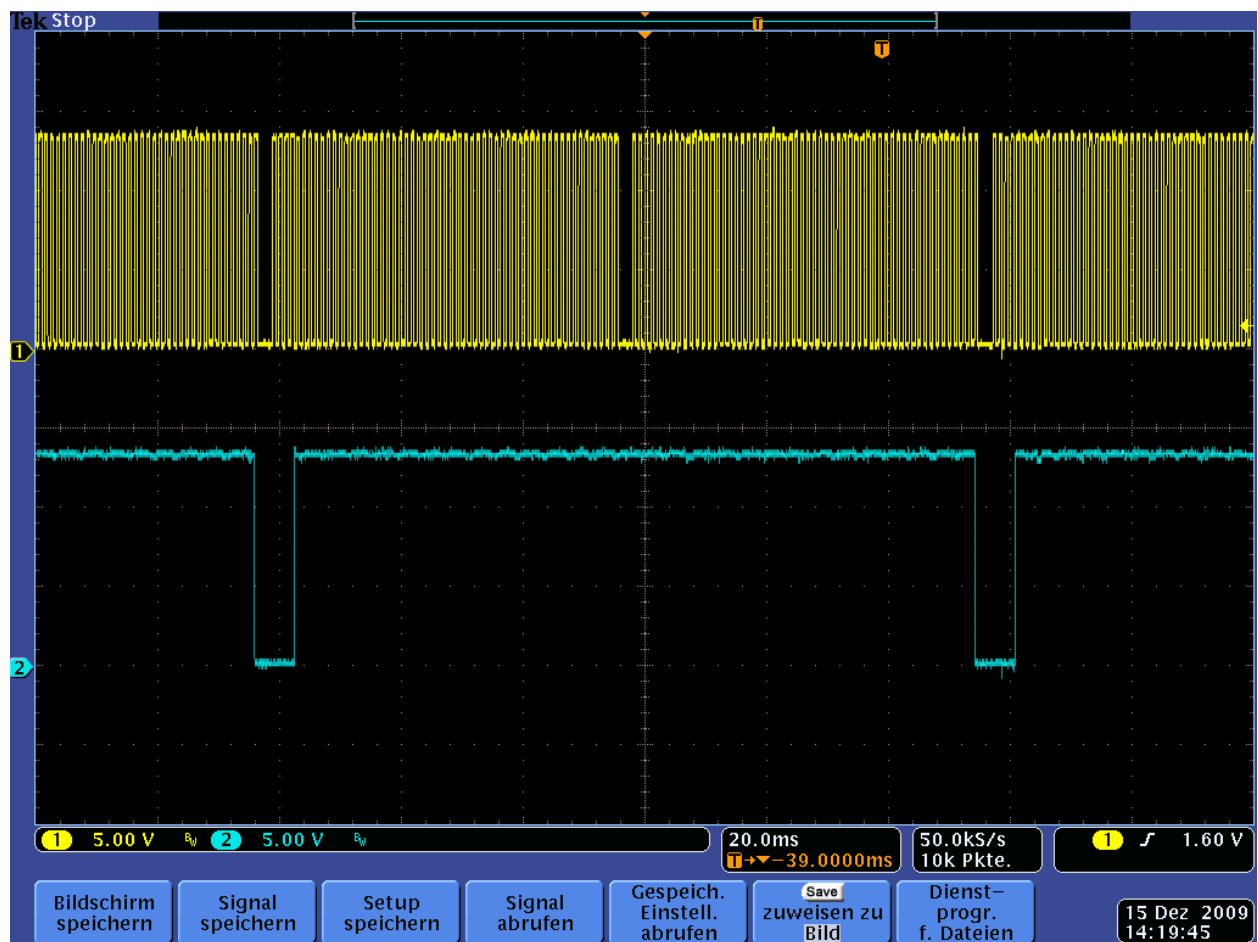 Tek Stop
T
T
1
2
1 5.00 V BW 2 5.00 V BW
20.0ms
T→▼−39.0000ms
50.0kS/s
10k Pkte.
1 1.60 V
Bildschirm
speichern
Signal
speichern
Setup
speichern
Signal
abrufen
Gespeich.
Einstell.
abrufen
Save
zuweisen zu
Bild
Dienst−
progr.
f. Dateien
15 Dez 2009
14:19:45